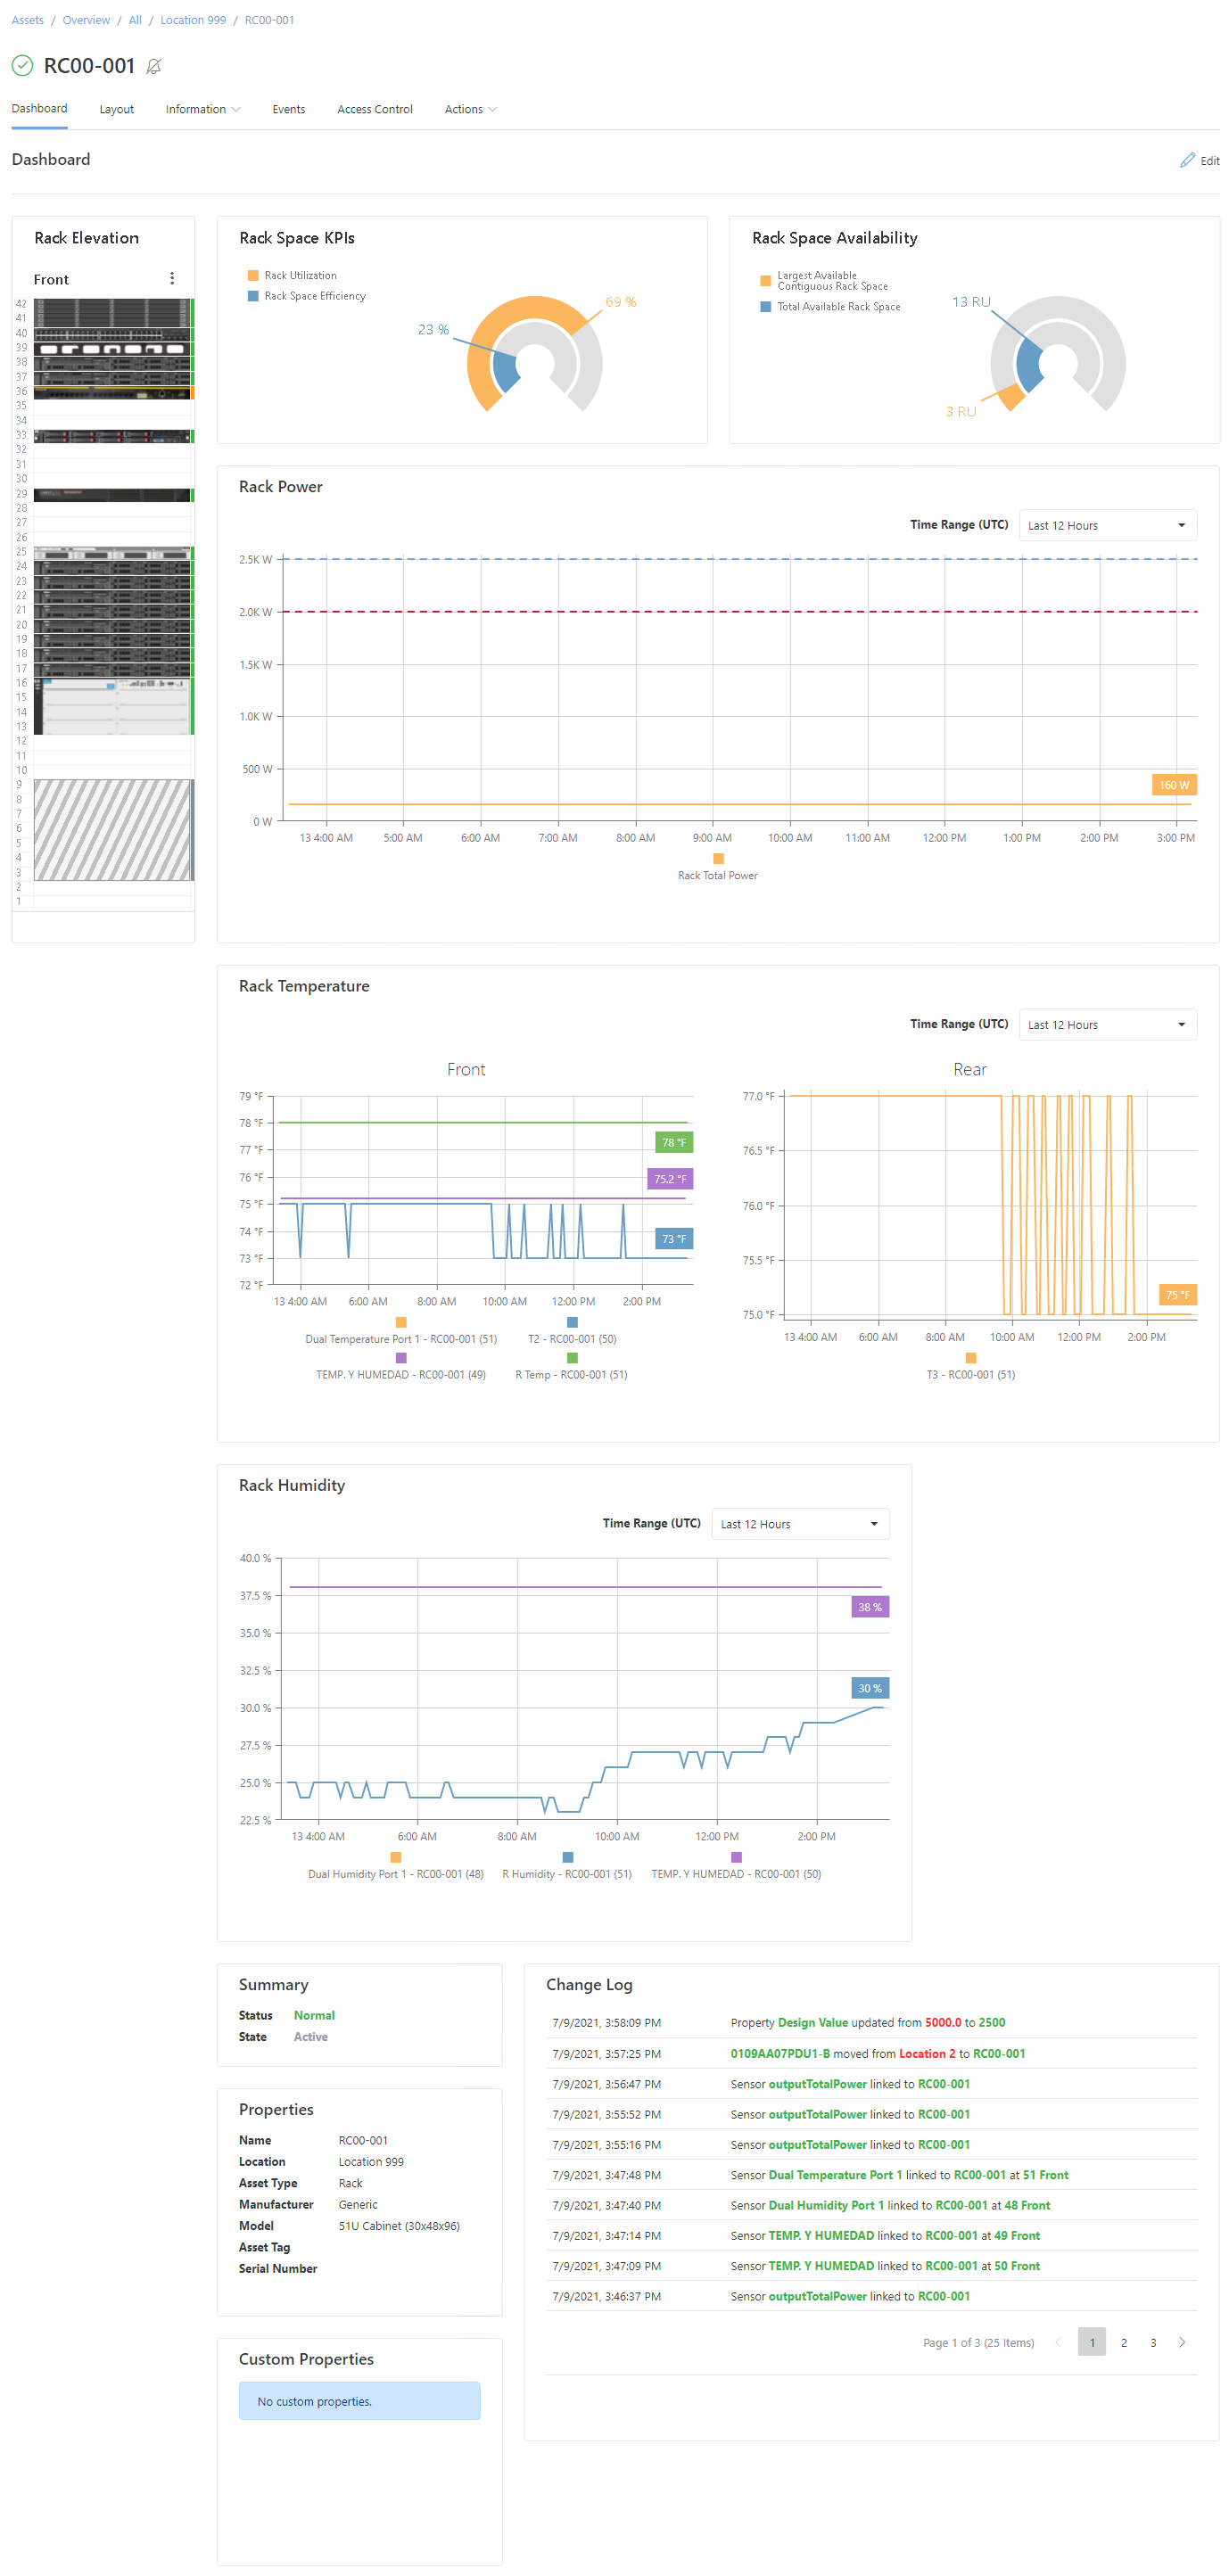 Assets / Overview / All / Location 999 / RC00-001
RC00-001
Dashboard Layout Information Events Access Control Actions
Dashboard
Edit
Rack Elevation
Front
42
41
40
39
38
37
36
35
34
33
32
31
30
29
28
27
26
25
24
23
22
21
20
19
18
17
16
15
14
13
12
11
10
9
8
7
6
5
4
3
2
1
Rack Space KPIs
Rack Utilization
Rack Space Efficiency
69 %
23 %
Rack Space Availability
Largest Available
Contiguous Rack Space
Total Available Rack Space
13 RU
3 RU
Rack Power
Time Range (UTC) Last 12 Hours
2.5K W
2.0K W
1.5K W
1.0K W
500 W
160 W
0 W
13 4:00 AM 5:00 AM 6:00 AM 7:00 AM 8:00 AM 9:00 AM 10:00 AM 11:00 AM 12:00 PM 1:00 PM 2:00 PM 3:00 PM
Rack Total Power
Rack Temperature
Time Range (UTC) Last 12 Hours
Front
79 °F
78 °F
78 °F
77 °F
76 °F
75.2 °F
75 °F
74 °F
73 °F
73 °F
72 °F
13 4:00 AM 6:00 AM 8:00 AM 10:00 AM 12:00 PM 2:00 PM
Dual Temperature Port 1 - RC00-001 (51) T2 - RC00-001 (50)
TEMP. Y HUMEDAD - RC00-001 (49) R Temp - RC00-001 (51)
Rear
77.0 °F
76.5 °F
76.0 °F
75.5 °F
75 °F
75.0 °F
13 4:00 AM 6:00 AM 8:00 AM 10:00 AM 12:00 PM 2:00 PM
T3 - RC00-001 (51)
Rack Humidity
Time Range (UTC) Last 12 Hours
40.0 %
37.5 %
38 %
35.0 %
32.5 %
30 %
30.0 %
27.5 %
25.0 %
22.5 %
13 4:00 AM 6:00 AM 8:00 AM 10:00 AM 12:00 PM 2:00 PM
Dual Humidity Port 1 - RC00-001 (48) R Humidity - RC00-001 (51) TEMP. Y HUMEDAD - RC00-001 (50)
Summary
Status Normal
State Active
Properties
Name RC00-001
Location Location 999
Asset Type Rack
Manufacturer Generic
Model 51U Cabinet (30x48x96)
Asset Tag
Serial Number
Custom Properties
No custom properties.
Change Log
7/9/2021, 3:58:09 PM Property Design Value updated from 5000.0 to 2500
7/9/2021, 3:57:25 PM 0109AA07PDU1-B moved from Location 2 to RC00-001
7/9/2021, 3:56:47 PM Sensor outputTotalPower linked to RC00-001
7/9/2021, 3:55:52 PM Sensor outputTotalPower linked to RC00-001
7/9/2021, 3:55:16 PM Sensor outputTotalPower linked to RC00-001
7/9/2021, 3:47:48 PM Sensor Dual Temperature Port 1 linked to RC00-001 at 51 Front
7/9/2021, 3:47:40 PM Sensor Dual Humidity Port 1 linked to RC00-001 at 48 Front
7/9/2021, 3:47:14 PM Sensor TEMP. Y HUMEDAD linked to RC00-001 at 49 Front
7/9/2021, 3:47:09 PM Sensor TEMP. Y HUMEDAD linked to RC00-001 at 50 Front
7/9/2021, 3:46:37 PM Sensor outputTotalPower linked to RC00-001
Page 1 of 3 (25 Items) 1 2 3